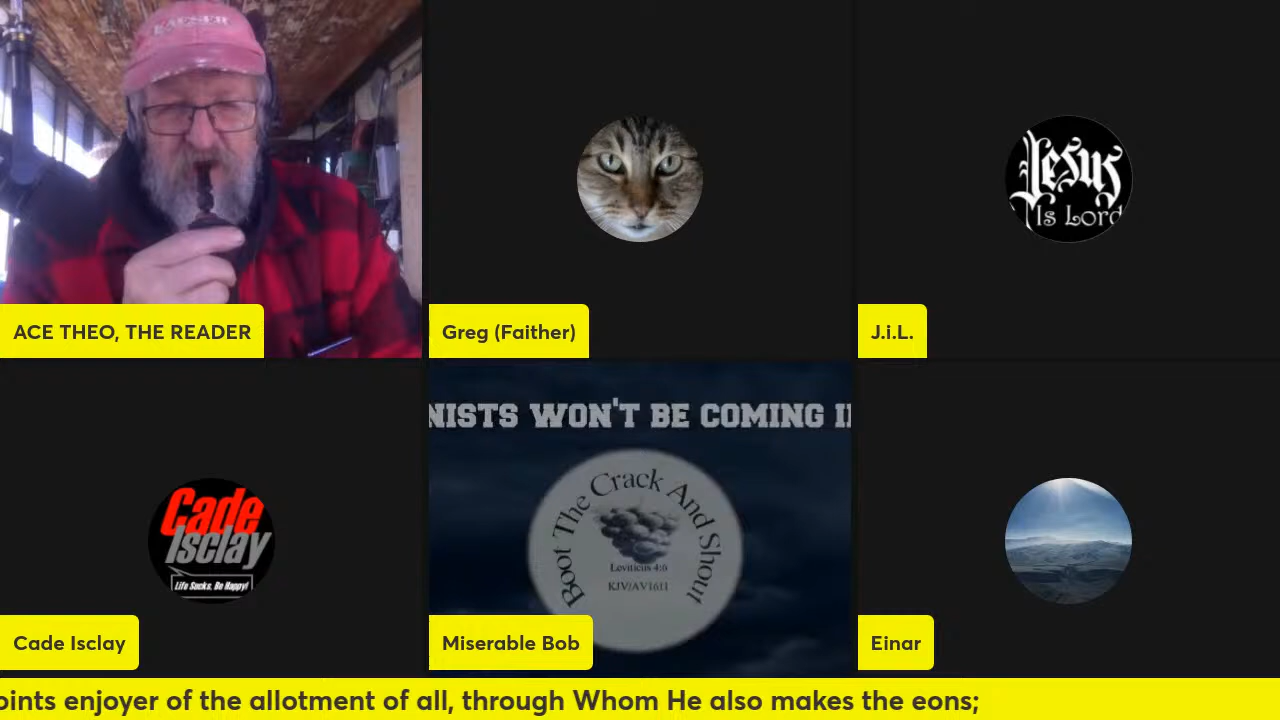 KAESER
ACE THEO, THE READER
Greg (Faither)
Jesus
Is Lord
J.i.L.
Cade
Isclay
Life Sucks. Be Happy!
Cade Isclay
NISTS WON'T BE COMING I
Boot The Crack And Shout
Leviticus 4:6
KJV/AV1611
Miserable Bob
Einar
oints enjoyer of the allotment of all, through Whom He also makes the eons;